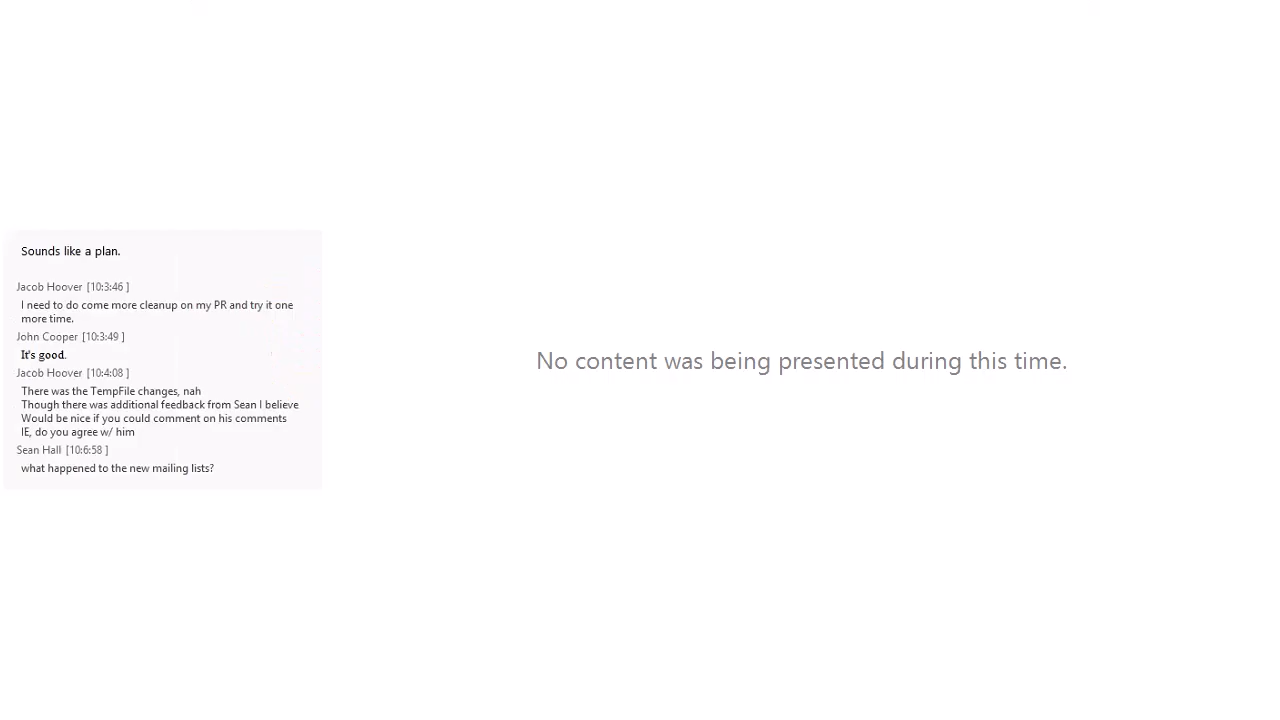 Sounds like a plan.
Jacob Hoover [10:3:46 ]
I need to do come more cleanup on my PR and try it one
more time.
John Cooper [10:3:49 ]
It's good.
Jacob Hoover [10:4:08 ]
There was the TempFile changes, nah
Though there was additional feedback from Sean I believe
Would be nice if you could comment on his comments
IE, do you agree w/ him
Sean Hall [10:6:58 ]
what happened to the new mailing lists?
No content was being presented during this time.